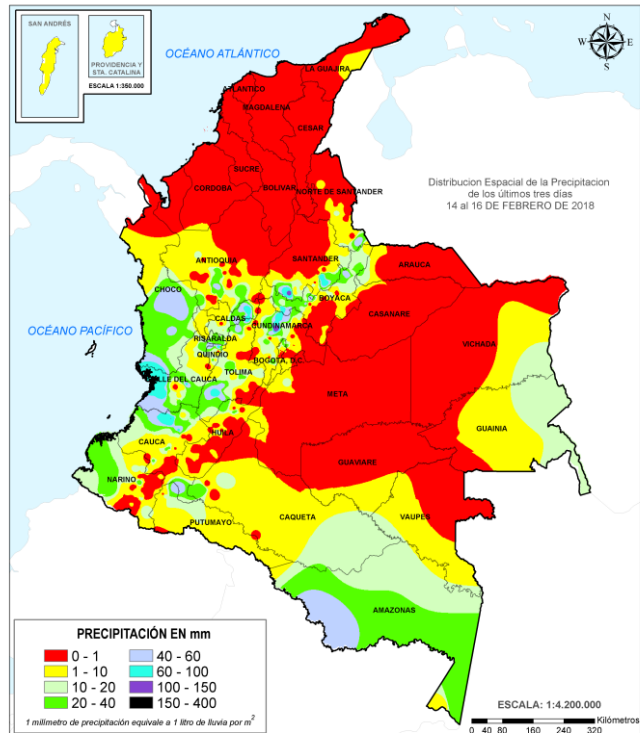 SAN ANDRÉS
PROVIDENCIA Y
STA. CATALINA
ESCALA 1:350.000
OCÉANO ATLÁNTICO
N
W
E
S
LA GUAJIRA
ATLANTICO
MAGDALENA
CESAR
SUCRE
CORDOBA
BOLIVAR
NORTE DE SANTANDER
Distribucion Espacial de la Precipitacion
de los últimos tres días
14 al 16 DE FEBRERO DE 2018
ANTIOQUIA
SANTANDER
ARAUCA
CHOCO
BOYACA
CASANARE
OCÉANO PACÍFICO
CALDAS
CUNDINAMARCA
VICHADA
RISARALDA
QUINDIO
BOGOTA, D.C.
VALLE DEL CAUCA
TOLIMA
META
GUAINIA
CAUCA
HUILA
GUAVIARE
NARIÑO
PUTUMAYO
CAQUETA
VAUPES
AMAZONAS
PRECIPITACIÓN EN mm
0 - 1
40 - 60
1 - 10
60 - 100
10 - 20
100 - 150
20 - 40
150 - 400
1 milímetro de precipitación equivale a 1 litro de lluvia por m²
ESCALA: 1:4.200.000
Kilómetros
0 40 80 160 240 320